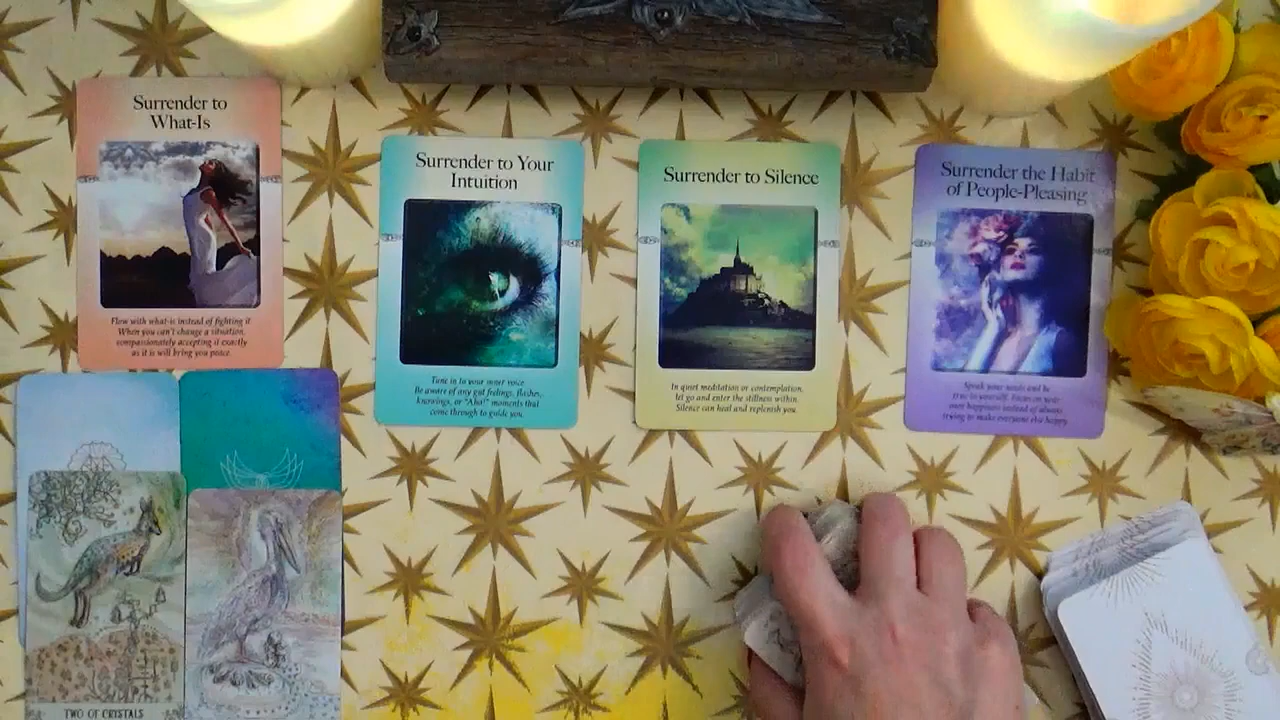 Surrender to
What-Is
Flow with what-is instead of fighting it.
When you can't change a situation,
compassionately accepting it exactly
as it is will bring you peace.
Surrender to Your
Intuition
Tune in to your inner voice.
Be aware of any gut feelings, flashes,
knowings, or "Aha!" moments that
come through to guide you.
Surrender to Silence
In quiet meditation or contemplation,
let go and enter the stillness within.
Silence can heal and replenish you.
Surrender the Habit
of People-Pleasing
Speak your needs and be
true to yourself. Focus on your
own happiness instead of always
trying to make everyone else happy.
TWO OF CRYSTALS